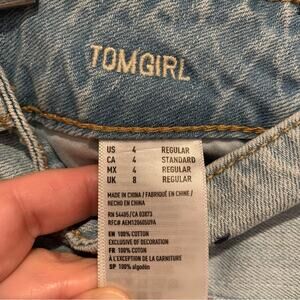 TOMGIRL
US 4 REGULAR
CA 4 STANDARD
MX 4 REGULAR
UK 8 REGULAR
MADE IN CHINA / FABRIQUÉ EN CHINE /
HECHO EN CHINA
RN 54485/CA 03873
EN 100% COTTON
EXCLUSIVE OF DECORATION
FR 100% COTON
À L'EXCEPTION DE LA GARNITURE
SP 100% algodón